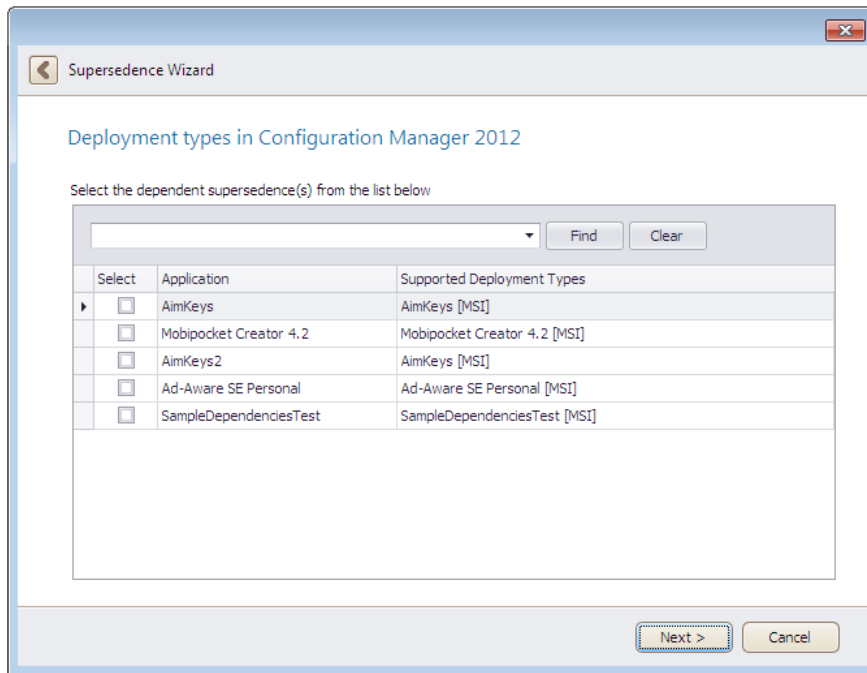 Supersedence Wizard
Deployment types in Configuration Manager 2012
Select the dependent supersedence(s) from the list below
Find Clear
Select Application Supported Deployment Types
AimKeys AimKeys [MSI]
Mobipocket Creator 4.2 Mobipocket Creator 4.2 [MSI]
AimKeys2 AimKeys [MSI]
Ad-Aware SE Personal Ad-Aware SE Personal [MSI]
SampleDependenciesTest SampleDependenciesTest [MSI]
Next > Cancel